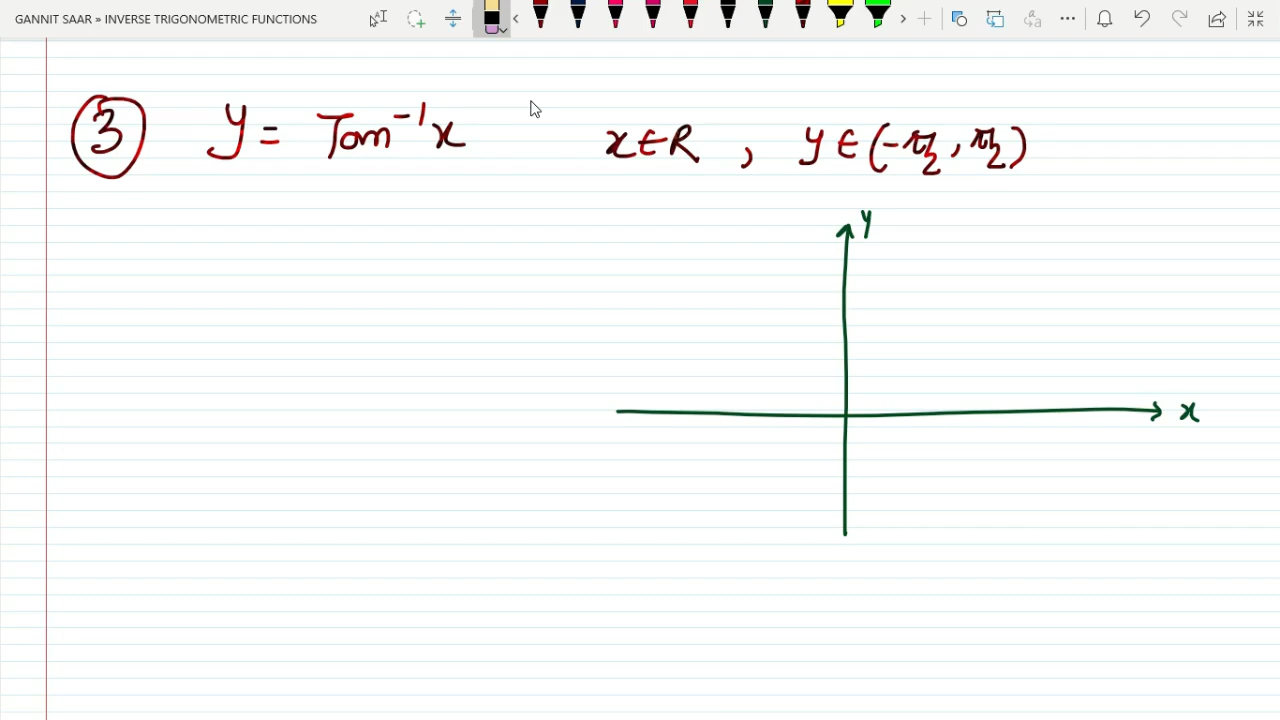 GANNIT SAAR » INVERSE TRIGONOMETRIC FUNCTIONS
③ y = Tan⁻¹x x∈R , y∈(-π/2, π/2)
y
x